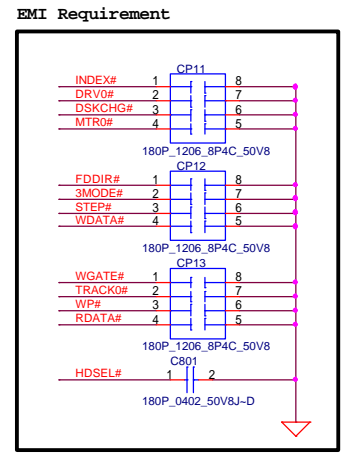 EMI Requirement
CP11
INDEX# 1 8
DRV0# 2 7
DSKCHG# 3 6
MTR0# 4 5
180P_1206_8P4C_50V8
CP12
FDDIR# 1 8
3MODE# 2 7
STEP# 3 6
WDATA# 4 5
180P_1206_8P4C_50V8
CP13
WGATE# 1 8
TRACK0# 2 7
WP# 3 6
RDATA# 4 5
180P_1206_8P4C_50V8
C801
HDSEL# 1 2
180P_0402_50V8J~D